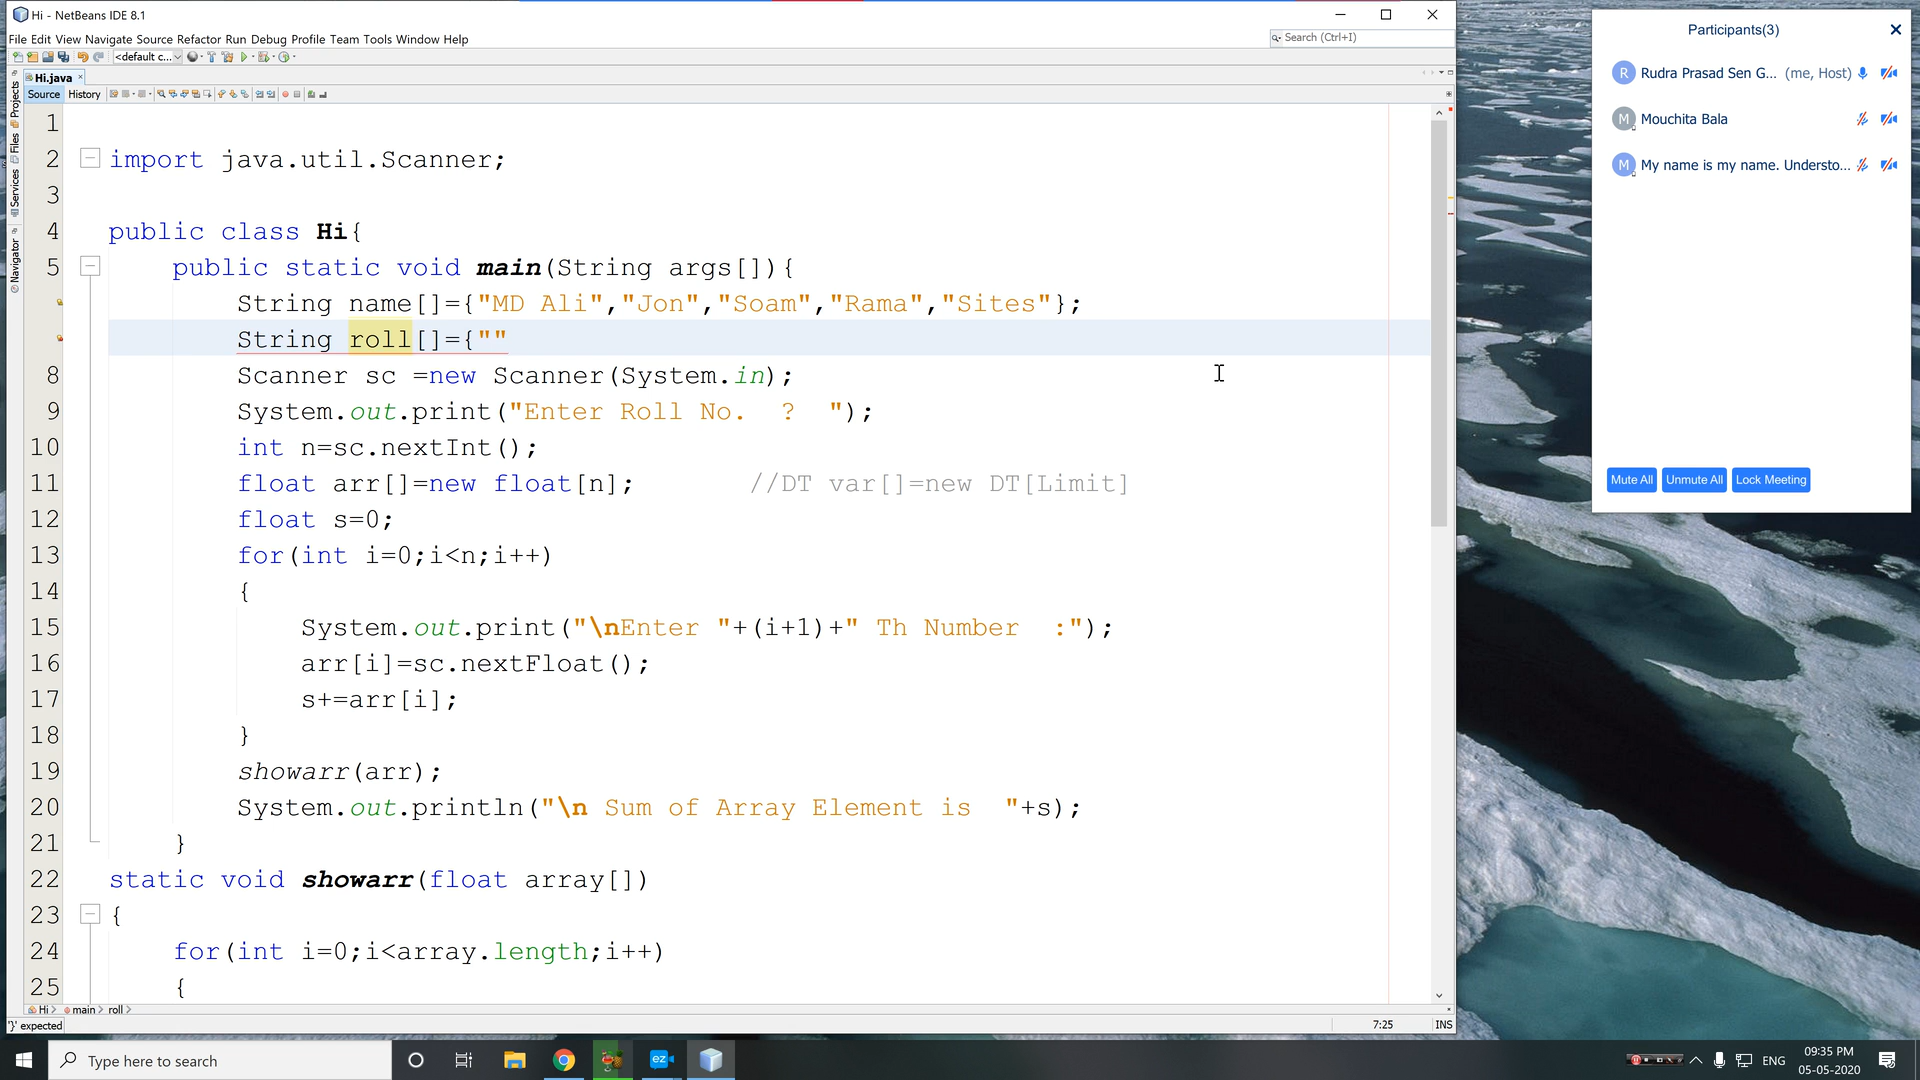 Hi - NetBeans IDE 8.1
File Edit View Navigate Source Refactor Run Debug Profile Team Tools Window Help
Search (Ctrl+I)
<default c...
Hi.java
Source History
Projects
Files
Services
Navigator
1
2 import java.util.Scanner;
3
4 public class Hi{
5 public static void main(String args[]){
String name[]={"MD Ali","Jon","Soam","Rama","Sites"};
String roll[]={""
8 Scanner sc =new Scanner(System.in);
9 System.out.print("Enter Roll No.  ?  ");
10 int n=sc.nextInt();
11 float arr[]=new float[n]; //DT var[]=new DT[Limit]
12 float s=0;
13 for(int i=0;i<n;i++)
14 {
15 System.out.print("\nEnter "+(i+1)+" Th Number  :");
16 arr[i]=sc.nextFloat();
17 s+=arr[i];
18 }
19 showarr(arr);
20 System.out.println("\n Sum of Array Element is  "+s);
21 }
22 static void showarr(float array[])
23 {
24 for(int i=0;i<array.length;i++)
25 {
Hi main roll
'}' expected
7:25 INS
Participants(3)
R Rudra Prasad Sen G... (me, Host)
M Mouchita Bala
M My name is my name. Understo...
Mute All Unmute All Lock Meeting
Type here to search
ez
ENG
09:35 PM
05-05-2020